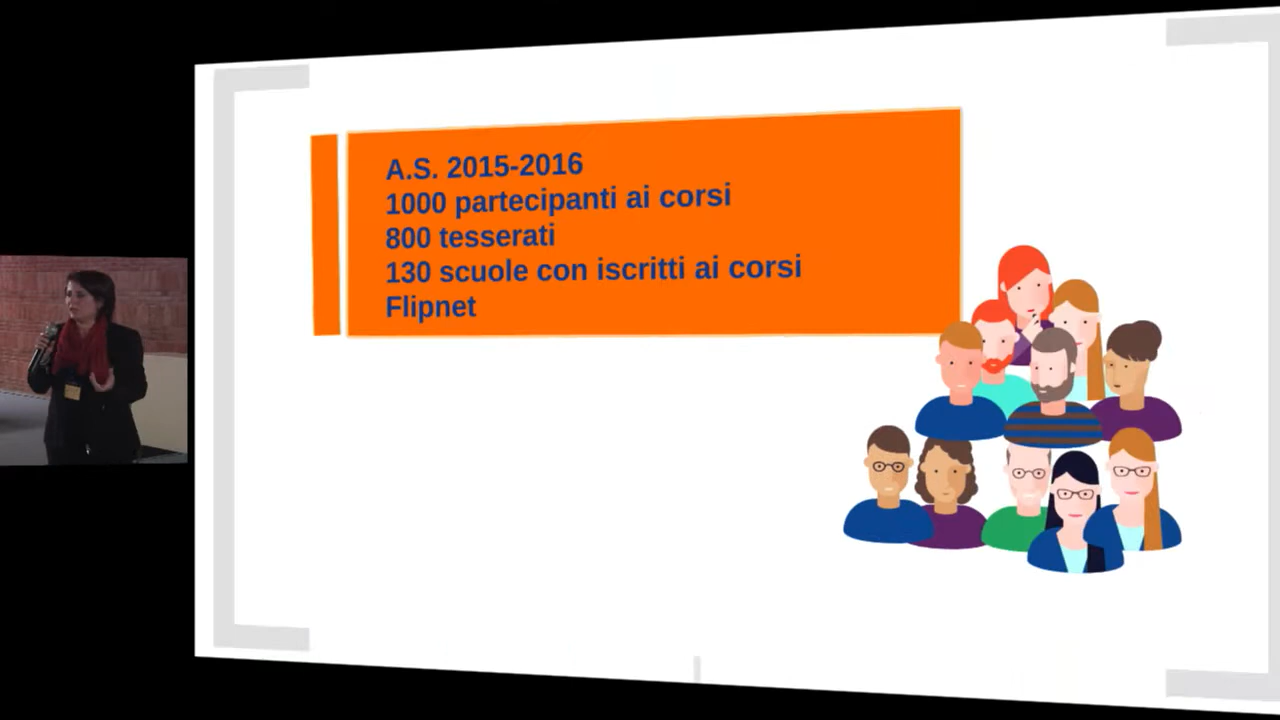 A.S. 2015-2016
1000 partecipanti ai corsi
800 tesserati
130 scuole con iscritti ai corsi
Flipnet